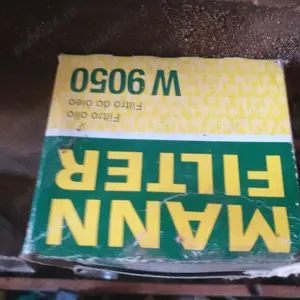 MANN
FILTER
Filtro olio
Filtro do óleo
W 9050